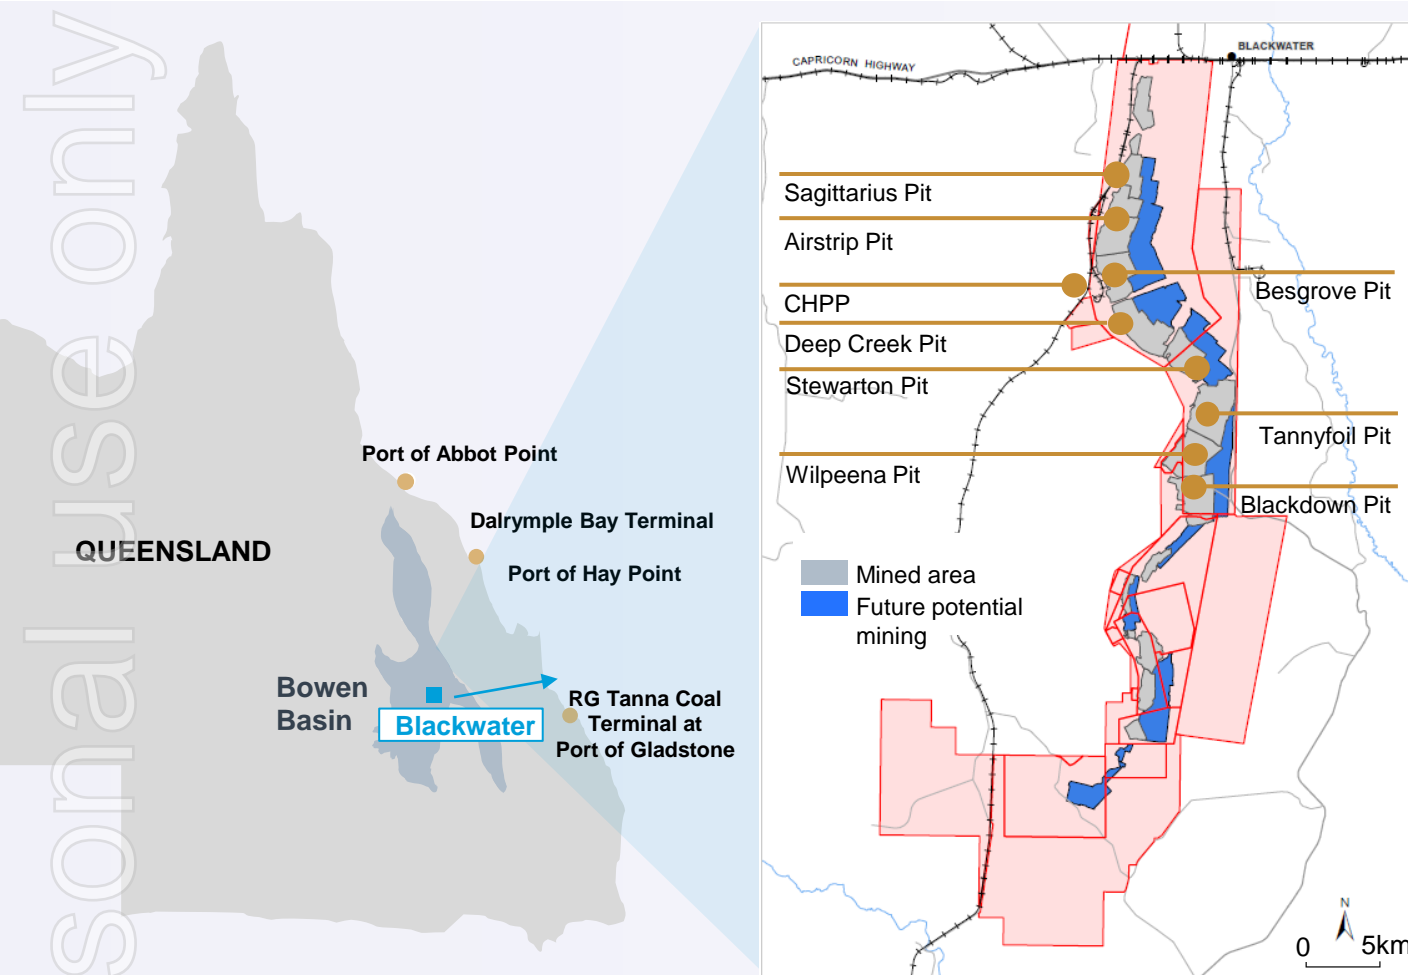 sonal use only
QUEENSLAND
Port of Abbot Point
Dalrymple Bay Terminal
Port of Hay Point
Bowen
Basin
Blackwater
RG Tanna Coal
Terminal at
Port of Gladstone
CAPRICORN HIGHWAY
BLACKWATER
Sagittarius Pit
Airstrip Pit
Besgrove Pit
CHPP
Deep Creek Pit
Stewarton Pit
Tannyfoil Pit
Wilpeena Pit
Blackdown Pit
Mined area
Future potential
mining
N
0 5km